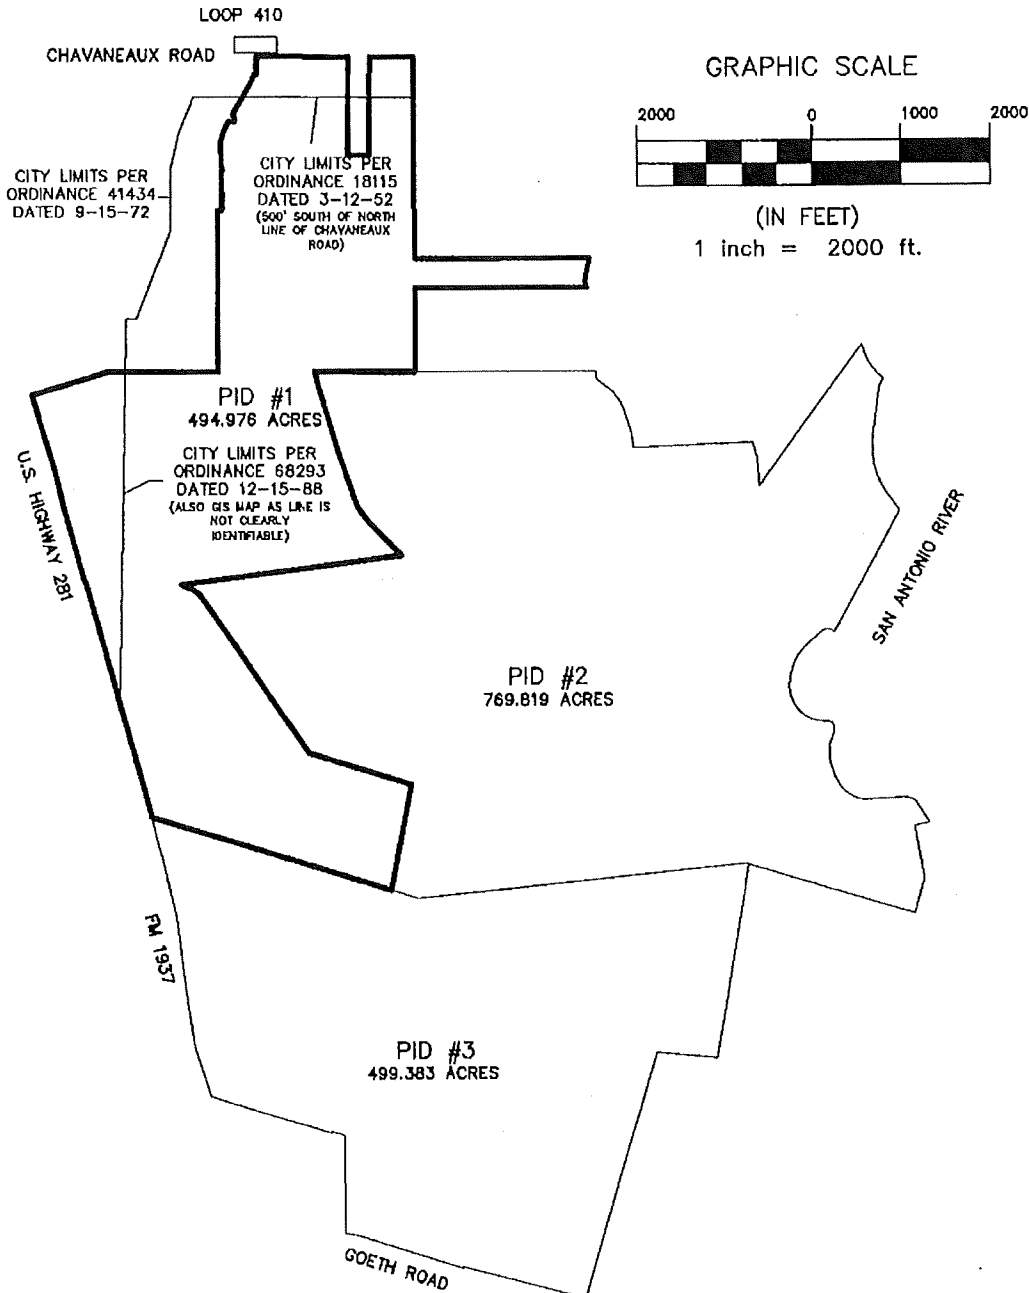 LOOP 410
CHAVANEAUX ROAD
GRAPHIC SCALE
2000
0
1000
2000
(IN FEET)
1 inch = 2000 ft.
CITY LIMITS PER
ORDINANCE 41434
DATED 9-15-72
CITY LIMITS PER
ORDINANCE 18115
DATED 3-12-52
(500' SOUTH OF NORTH
LINE OF CHAVANEAUX
ROAD)
PID #1
494.976 ACRES
CITY LIMITS PER
ORDINANCE 68293
DATED 12-15-88
(ALSO GIS MAP AS LINE IS
NOT CLEARLY
IDENTIFIABLE)
U.S. HIGHWAY 281
SAN ANTONIO RIVER
PID #2
769.819 ACRES
FM 1937
PID #3
499.383 ACRES
GOETH ROAD